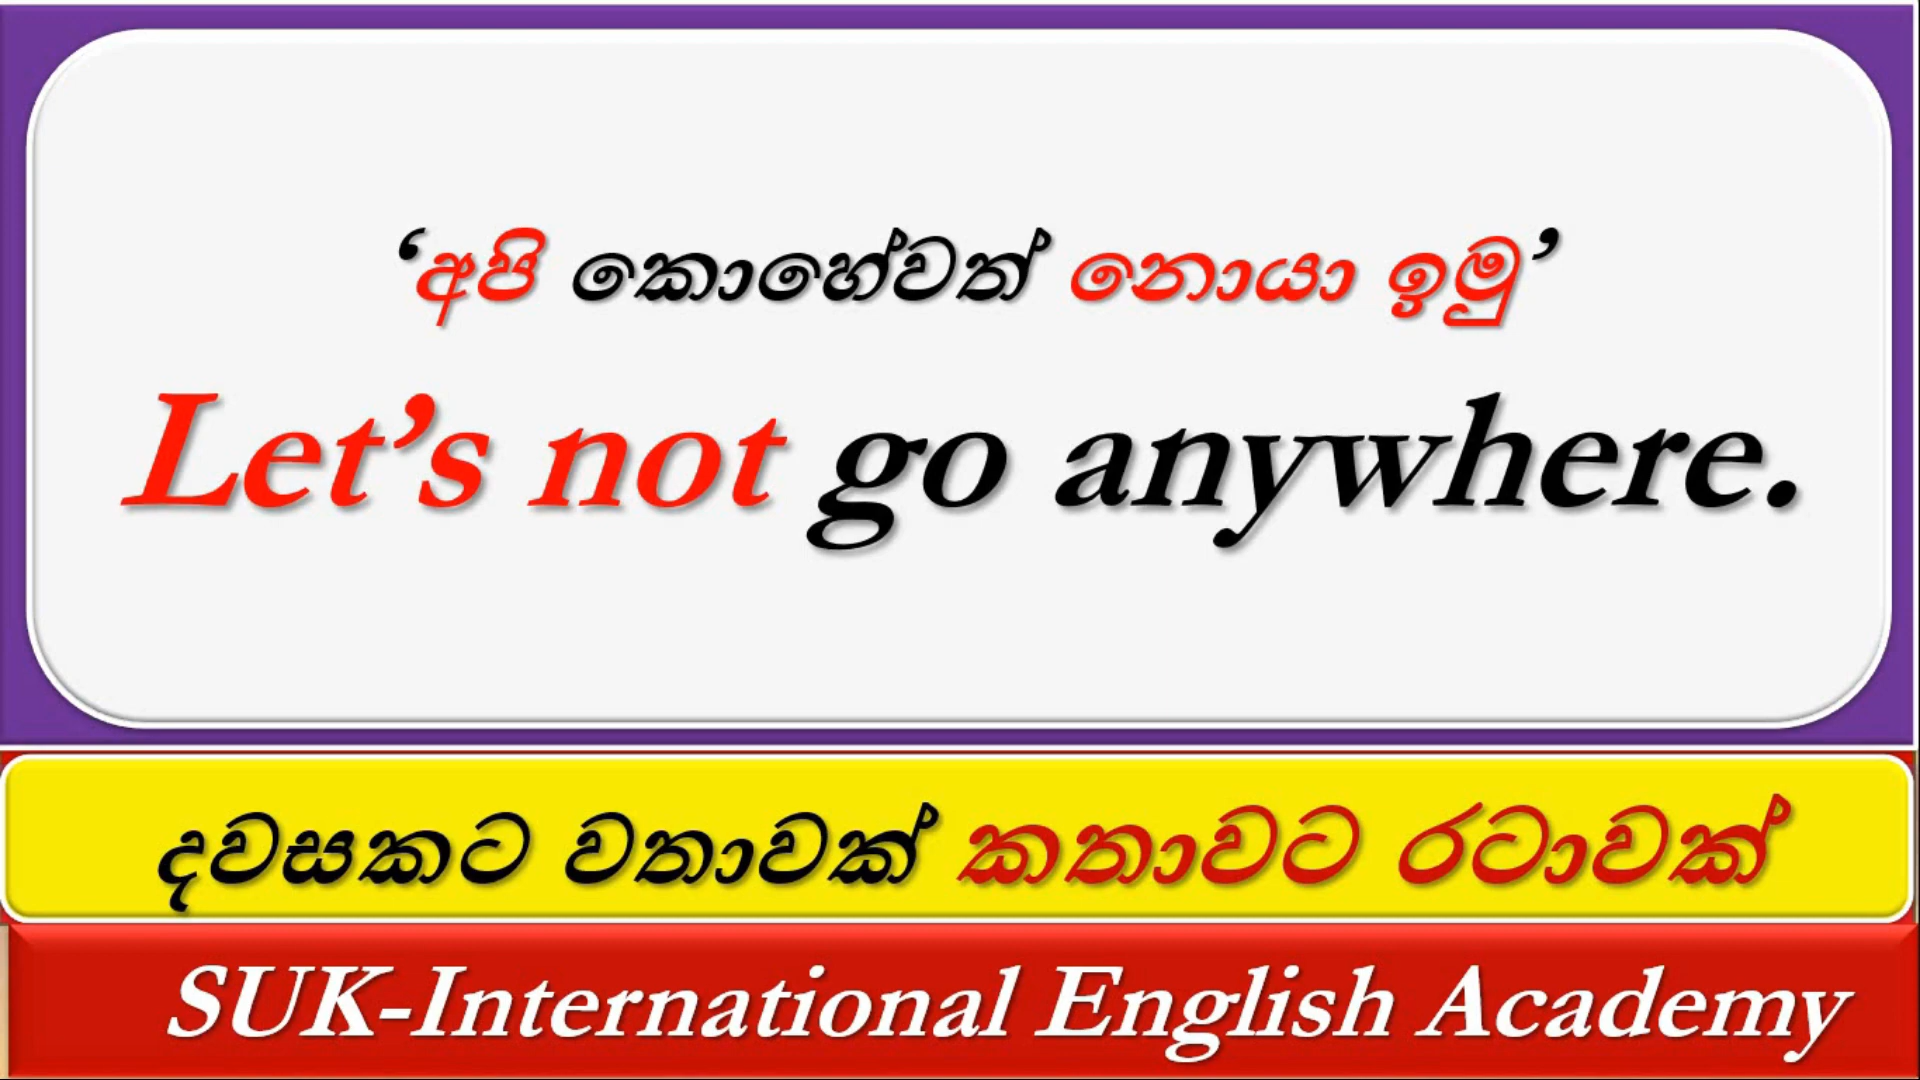 ‘අපි කොහේවත් නොයා ඉමු’
Let’s not go anywhere.
දවසකට වතාවක් කතාවට රටාවක්
SUK-International English Academy